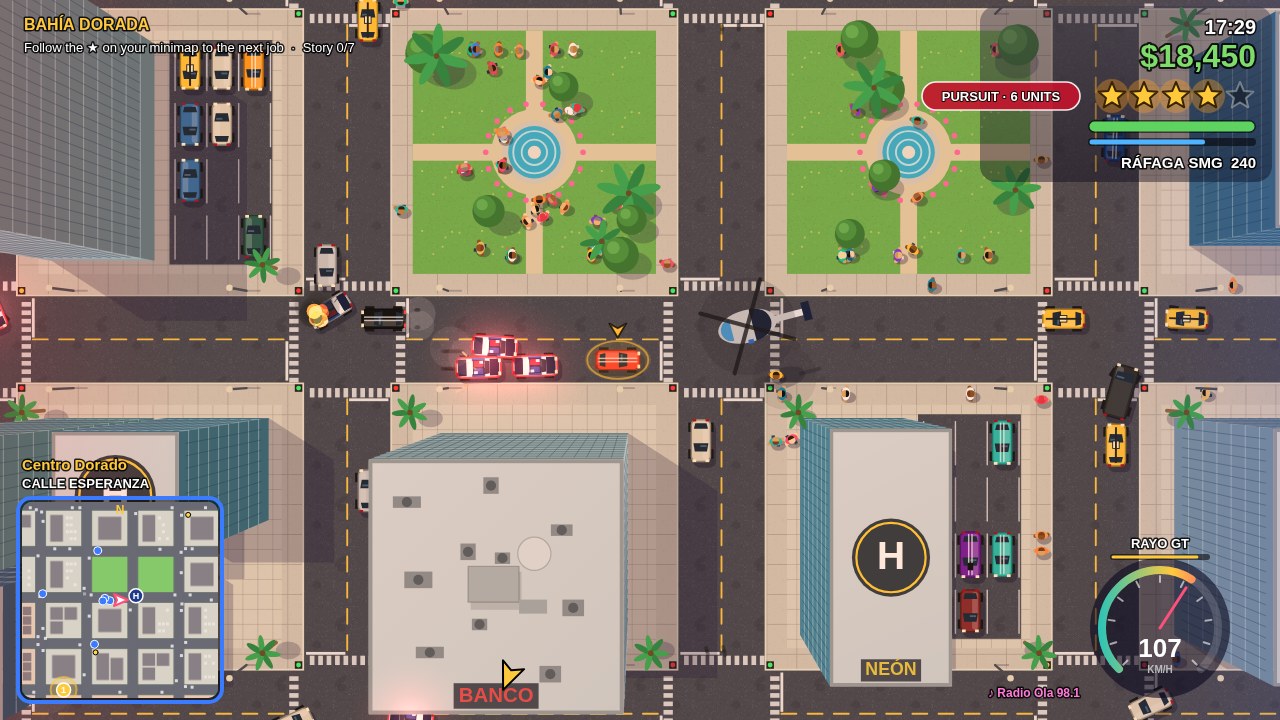 BAHÍA DORADA
Follow the ★ on your minimap to the next job · Story 0/7
17:29
$18,450
PURSUIT · 6 UNITS
RÁFAGA SMG 240
Centro Dorado
CALLE ESPERANZA
N
H
1
H
BANCO
NEÓN
RAYO GT
107
KM/H
♪ Radio Ola 98.1